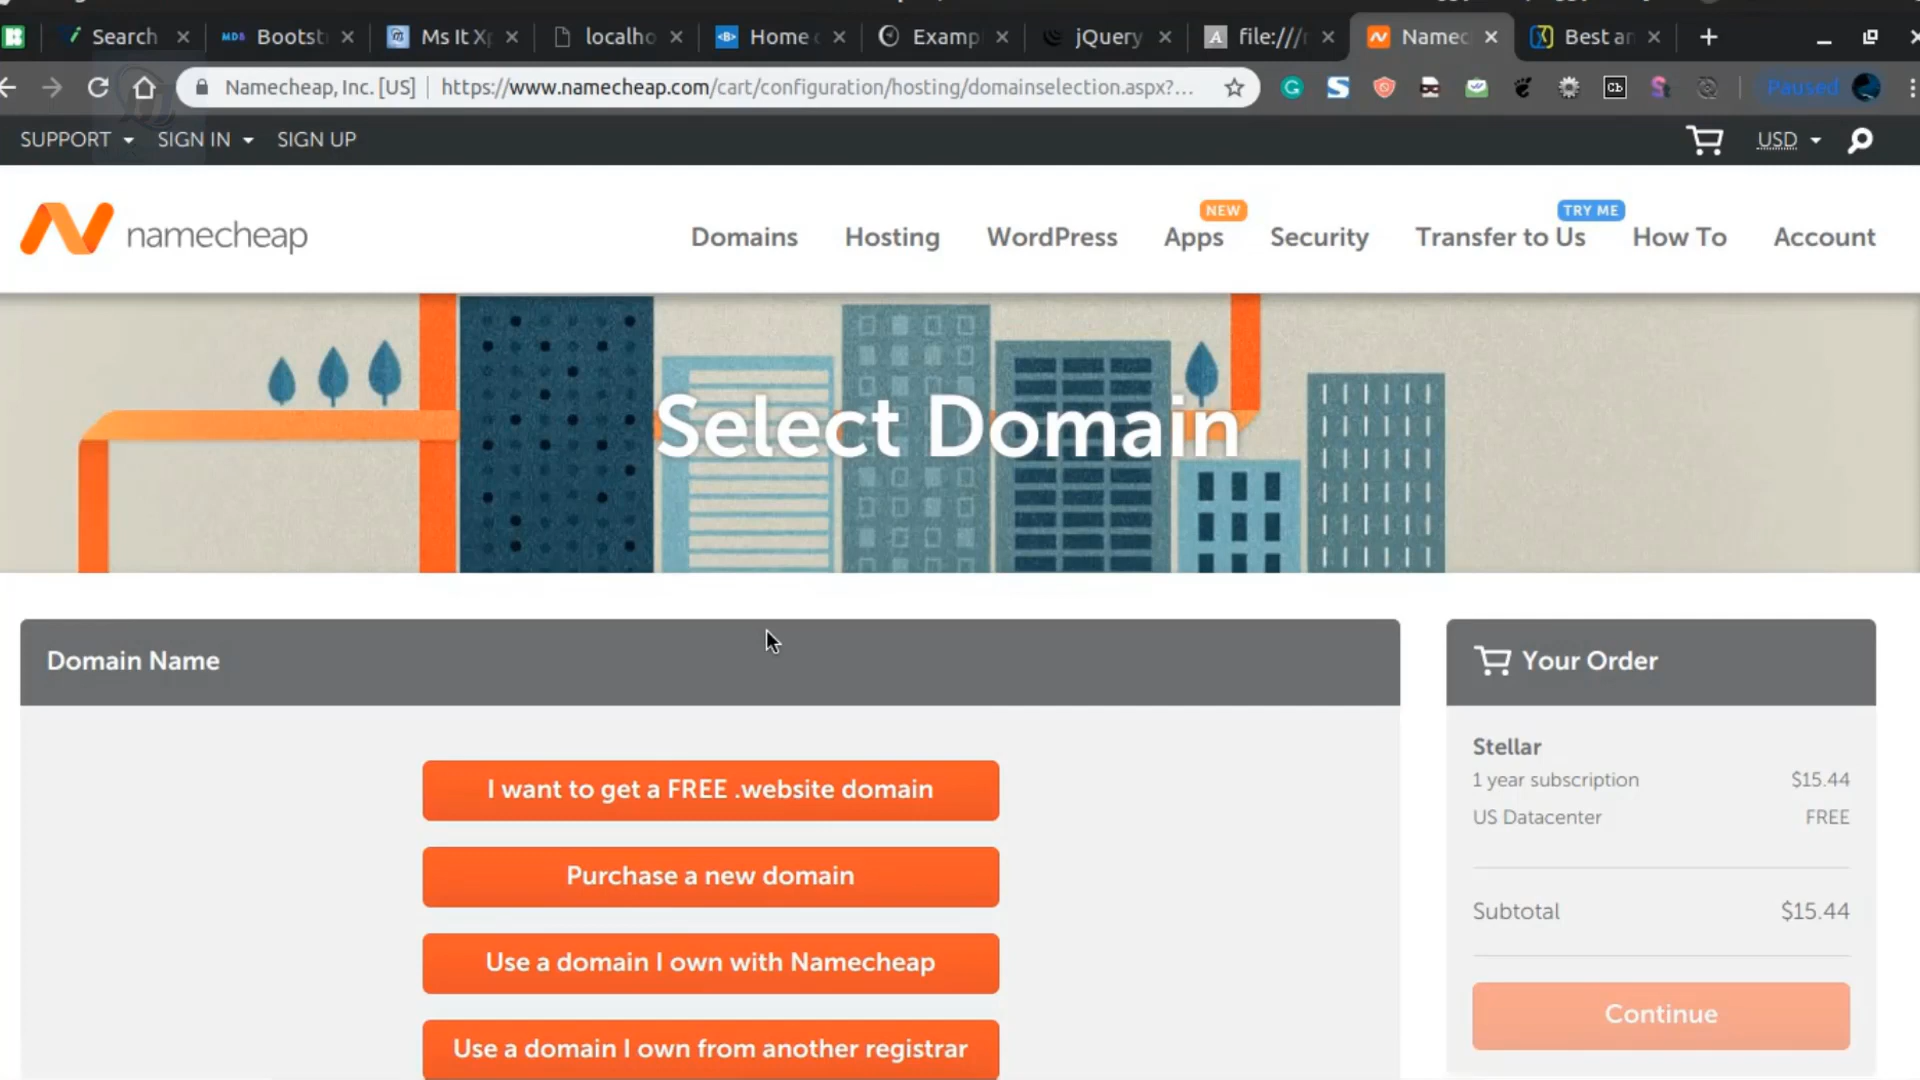 Search
MDB Bootst
Ms It Xp
localho
Home
Examp
jQuery
file:///
Namec
Best an
Namecheap, Inc. [US] | https://www.namecheap.com/cart/configuration/hosting/domainselection.aspx?...
Paused
SUPPORT SIGN IN SIGN UP
USD
NEW
TRY ME
namecheap
Domains Hosting WordPress Apps Security Transfer to Us How To Account
Select Domain
Domain Name
I want to get a FREE .website domain
Purchase a new domain
Use a domain I own with Namecheap
Use a domain I own from another registrar
Your Order
Stellar
1 year subscription $15.44
US Datacenter FREE
Subtotal $15.44
Continue